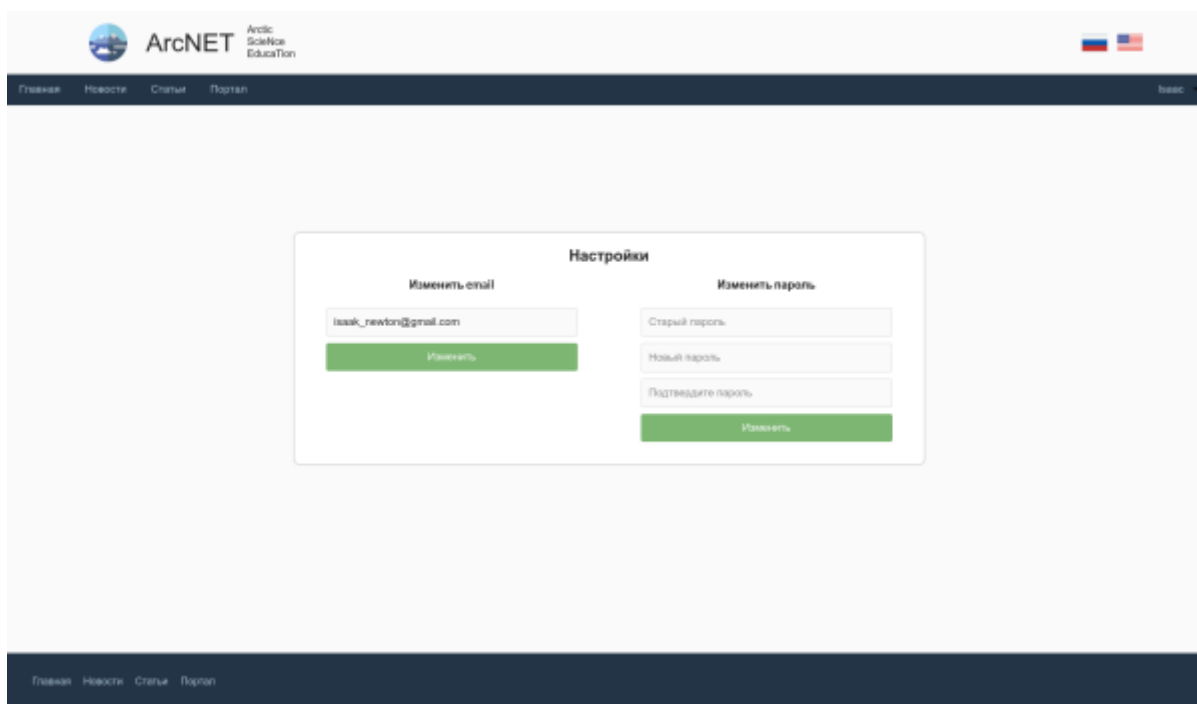 ArcNET
Arctic
ScieNce
EducaTion
Главная Новости Статьи Портал Isaac
Настройки
Изменить email Изменить пароль
isaak_newton@gmail.com Старый пароль
Изменить Новый пароль
Подтвердите пароль
Изменить
Главная Новости Статьи Портал